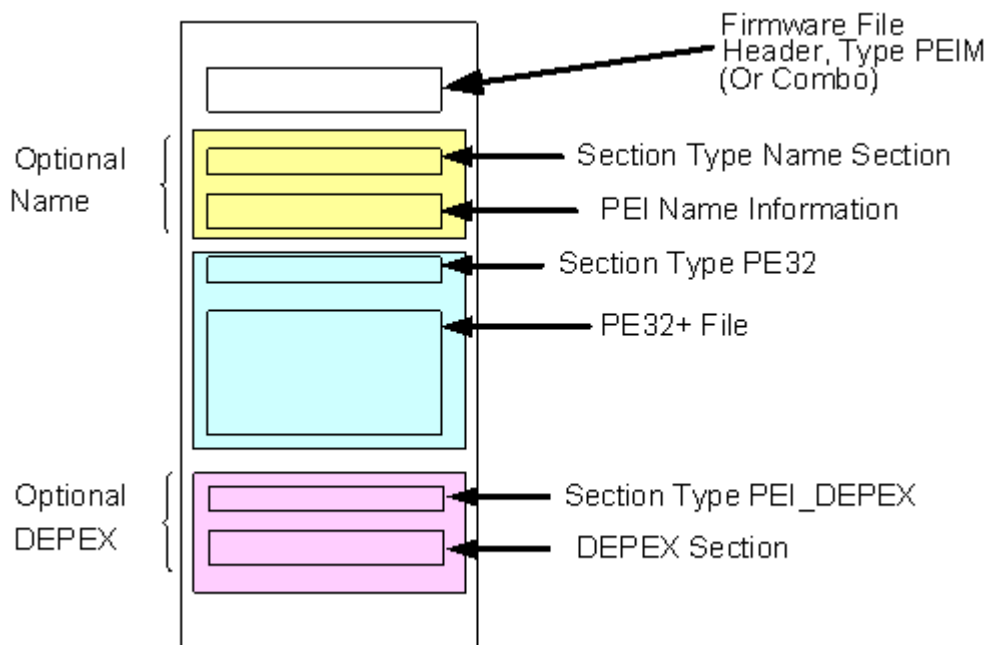 Firmware File
Header, Type PEIM
(Or Combo)
Optional
Name
Section Type Name Section
PEI Name Information
Section Type PE32
PE32+ File
Optional
DEPEX
Section Type PEI_DEPEX
DEPEX Section